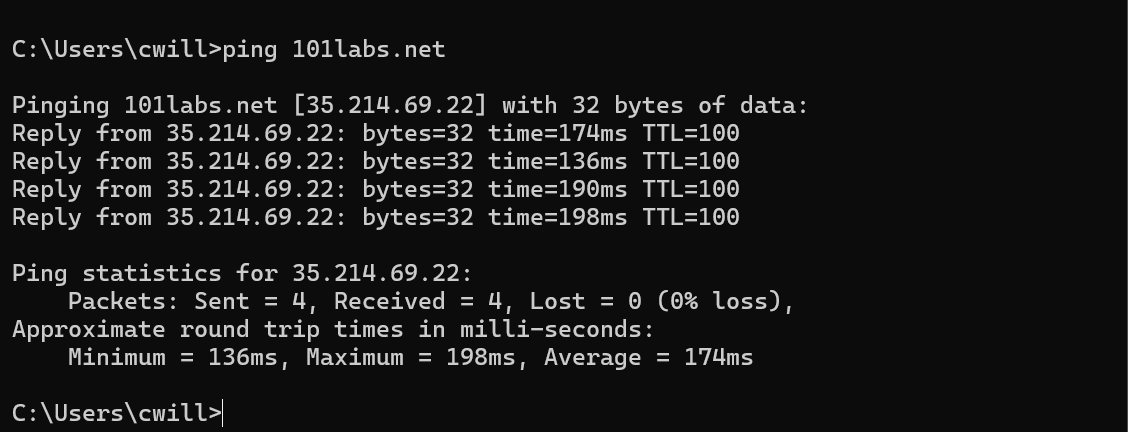 C:\Users\cwill>ping 101labs.net
Pinging 101labs.net [35.214.69.22] with 32 bytes of data:
Reply from 35.214.69.22: bytes=32 time=174ms TTL=100
Reply from 35.214.69.22: bytes=32 time=136ms TTL=100
Reply from 35.214.69.22: bytes=32 time=190ms TTL=100
Reply from 35.214.69.22: bytes=32 time=198ms TTL=100
Ping statistics for 35.214.69.22:
    Packets: Sent = 4, Received = 4, Lost = 0 (0% loss),
Approximate round trip times in milli-seconds:
    Minimum = 136ms, Maximum = 198ms, Average = 174ms
C:\Users\cwill>